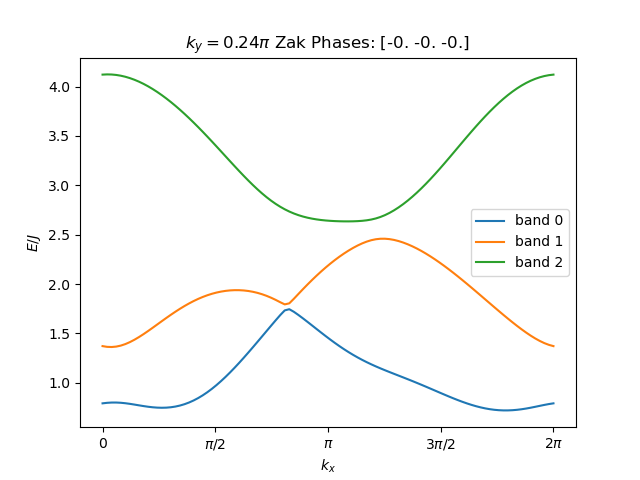 k_y = 0.24π Zak Phases: [-0. -0. -0.]
4.0
3.5
3.0
2.5
2.0
1.5
1.0
E/J
band 0
band 1
band 2
0 π/2 π 3π/2 2π
k_x